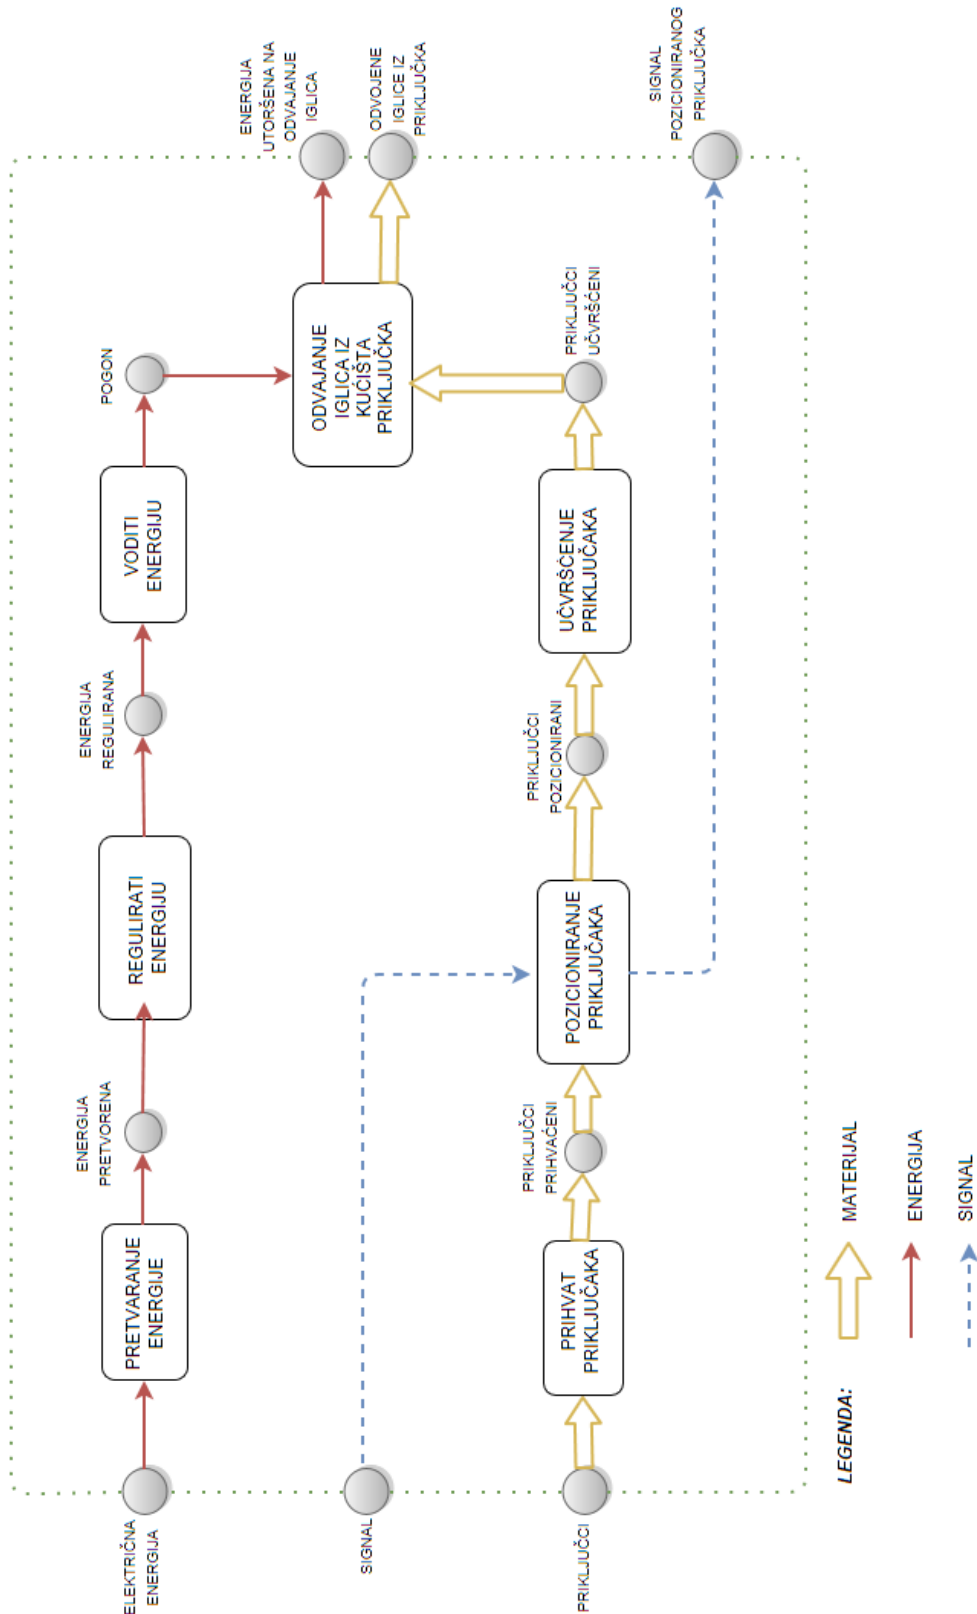 ELEKTRIČNA
ENERGIJA
PRETVARANJE
ENERGIJE
ENERGIJA
PRETVORENA
REGULIRATI
ENERGIJU
ENERGIJA
REGULIRANA
VODITI
ENERGIJU
POGON
ENERGIJA
UTORŠENA NA
ODVAJANJE
IGLICA
ODVAJANJE
IGLICA IZ
KUĆIŠTA
PRIKLJUČKA
ODVOJENE
IGLICE IZ
PRIKLJUČKA
SIGNAL
PRIKLJUČCI
PRIHVAT
PRIKLJUČAKA
PRIKLJUČCI
PRIHVAĆENI
POZICIONIRANJE
PRIKLJUČAKA
PRIKLJUČCI
POZICIONIRANI
UČVRŠĆENJE
PRIKLJUČAKA
PRIKLJUČCI
UČVRŠĆENI
SIGNAL
POZICIONIRANOG
PRIKLJUČKA
LEGENDA:
MATERIJAL
ENERGIJA
SIGNAL